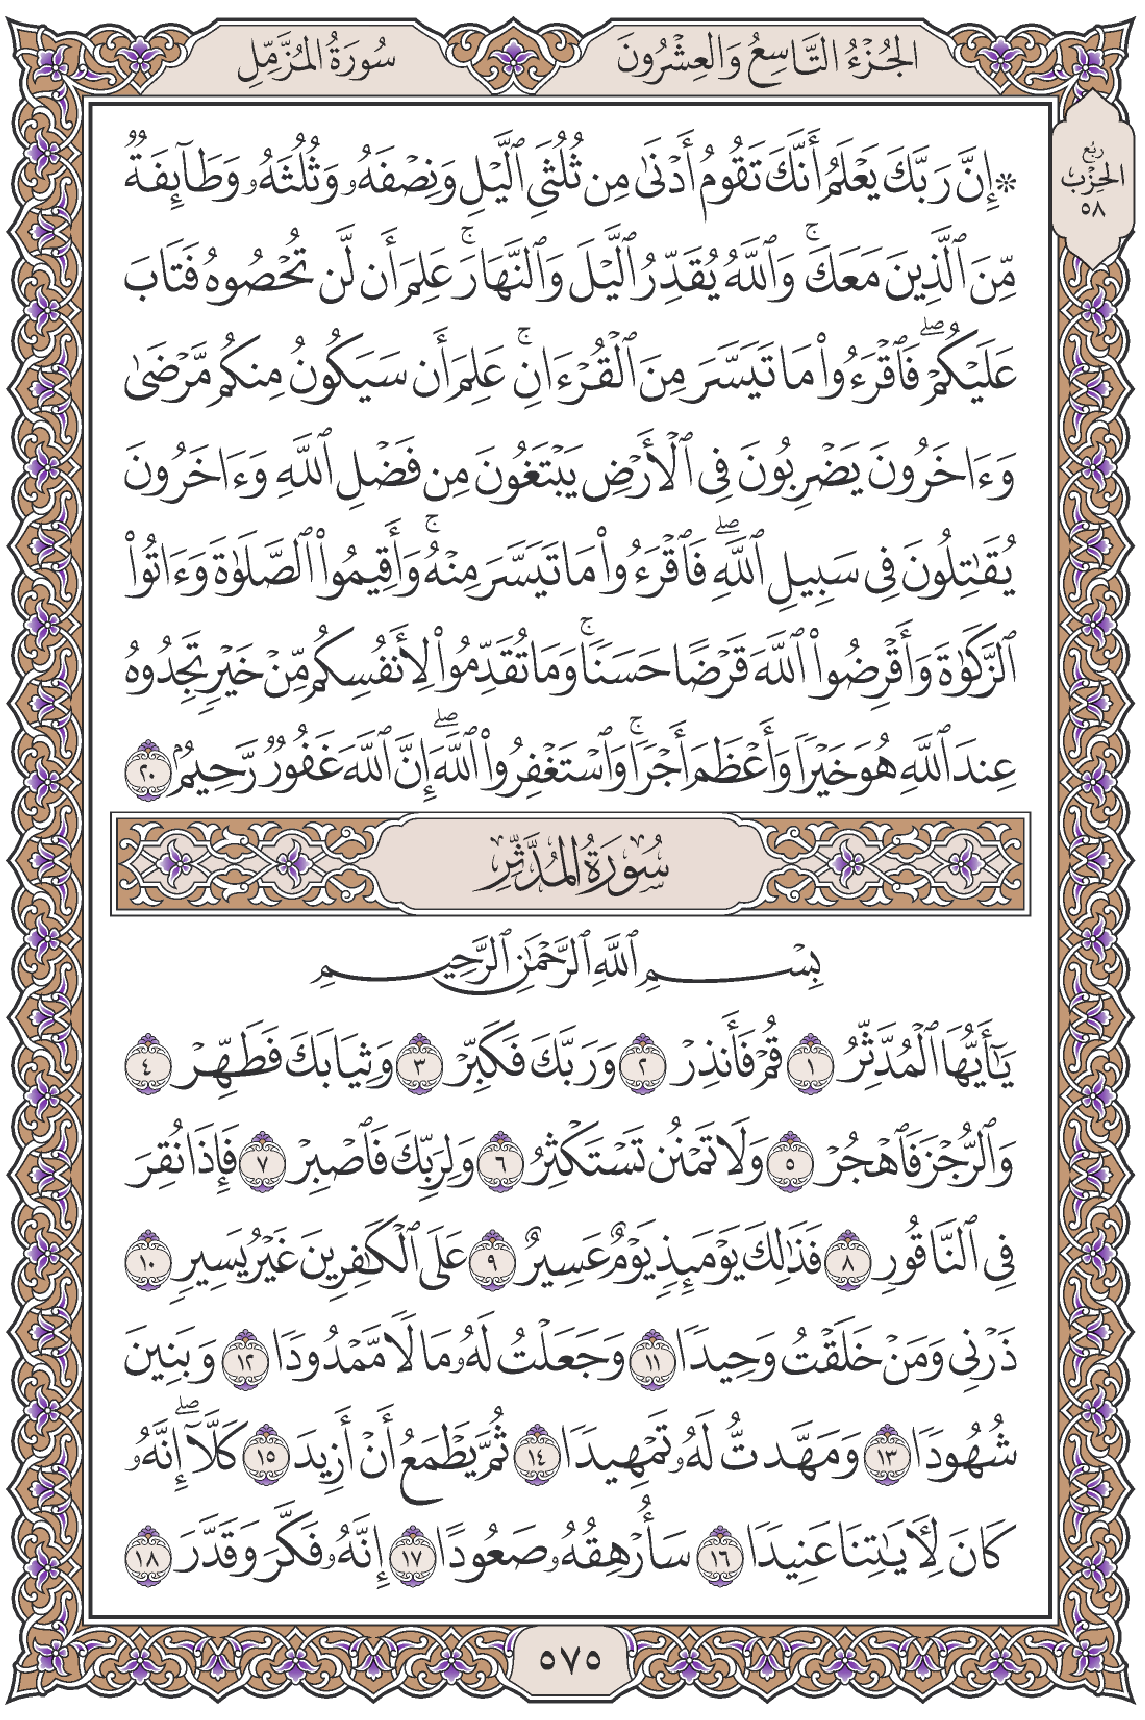 الجُزْءُ التَّاسِعُ وَالعِشْرُونَ
سُورَةُ المُزَّمِّلِ
رُبْعُ
الحِزْبِ
٥٨
۞ إِنَّ رَبَّكَ يَعْلَمُ أَنَّكَ تَقُومُ أَدْنَىٰ مِن ثُلُثَيِ ٱلَّيْلِ وَنِصْفَهُۥ وَثُلُثَهُۥ وَطَآئِفَةٌ
مِّنَ ٱلَّذِينَ مَعَكَۚ وَٱللَّهُ يُقَدِّرُ ٱلَّيْلَ وَٱلنَّهَارَۚ عَلِمَ أَن لَّن تُحْصُوهُ فَتَابَ
عَلَيْكُمْۖ فَٱقْرَءُوا۟ مَا تَيَسَّرَ مِنَ ٱلْقُرْءَانِۚ عَلِمَ أَن سَيَكُونُ مِنكُم مَّرْضَىٰ
وَءَاخَرُونَ يَضْرِبُونَ فِى ٱلْأَرْضِ يَبْتَغُونَ مِن فَضْلِ ٱللَّهِ وَءَاخَرُونَ
يُقَٰتِلُونَ فِى سَبِيلِ ٱللَّهِۖ فَٱقْرَءُوا۟ مَا تَيَسَّرَ مِنْهُۚ وَأَقِيمُوا۟ ٱلصَّلَوٰةَ وَءَاتُوا۟
ٱلزَّكَوٰةَ وَأَقْرِضُوا۟ ٱللَّهَ قَرْضًا حَسَنًاۚ وَمَا تُقَدِّمُوا۟ لِأَنفُسِكُم مِّنْ خَيْرٍ تَجِدُوهُ
عِندَ ٱللَّهِ هُوَ خَيْرًا وَأَعْظَمَ أَجْرًاۚ وَٱسْتَغْفِرُوا۟ ٱللَّهَۖ إِنَّ ٱللَّهَ غَفُورٌ رَّحِيمٌۢ ٢٠
سُورَةُ المُدَّثِّرِ
بِسْمِ ٱللَّهِ ٱلرَّحْمَٰنِ ٱلرَّحِيمِ
يَٰٓأَيُّهَا ٱلْمُدَّثِّرُ ١ قُمْ فَأَنذِرْ ٢ وَرَبَّكَ فَكَبِّرْ ٣ وَثِيَابَكَ فَطَهِّرْ ٤
وَٱلرُّجْزَ فَٱهْجُرْ ٥ وَلَا تَمْنُن تَسْتَكْثِرُ ٦ وَلِرَبِّكَ فَٱصْبِرْ ٧ فَإِذَا نُقِرَ
فِى ٱلنَّاقُورِ ٨ فَذَٰلِكَ يَوْمَئِذٍ يَوْمٌ عَسِيرٌ ٩ عَلَى ٱلْكَٰفِرِينَ غَيْرُ يَسِيرٍ ١٠
ذَرْنِى وَمَنْ خَلَقْتُ وَحِيدًا ١١ وَجَعَلْتُ لَهُۥ مَالًا مَّمْدُودًا ١٢ وَبَنِينَ
شُهُودًا ١٣ وَمَهَّدتُّ لَهُۥ تَمْهِيدًا ١٤ ثُمَّ يَطْمَعُ أَنْ أَزِيدَ ١٥ كَلَّآۖ إِنَّهُۥ
كَانَ لِءَايَٰتِنَا عَنِيدًا ١٦ سَأُرْهِقُهُۥ صَعُودًا ١٧ إِنَّهُۥ فَكَّرَ وَقَدَّرَ ١٨
٥٧٥